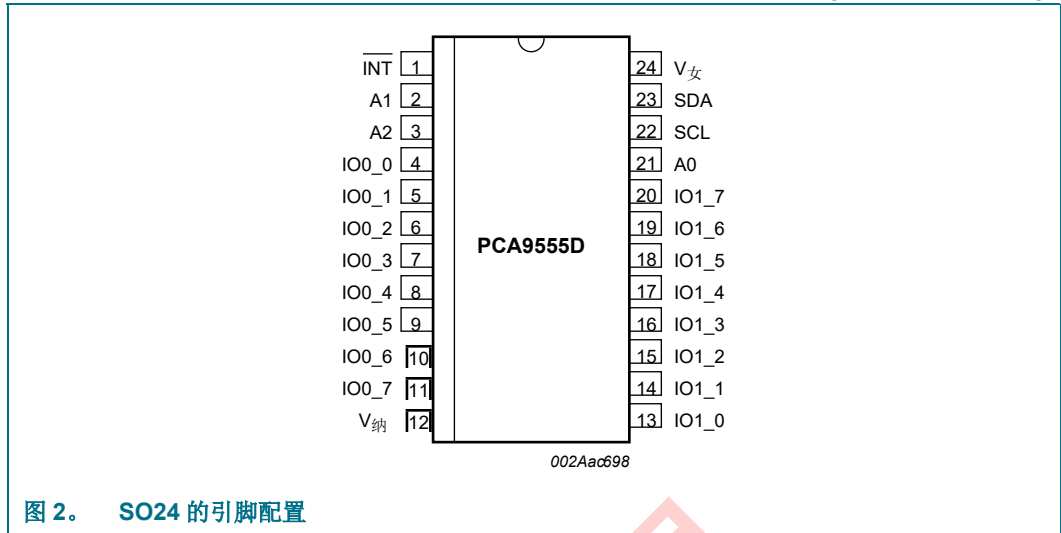 INT 1 24 V女
A1 2 23 SDA
A2 3 22 SCL
IO0_0 4 21 A0
IO0_1 5 20 IO1_7
IO0_2 6 19 IO1_6
IO0_3 7 PCA9555D 18 IO1_5
IO0_4 8 17 IO1_4
IO0_5 9 16 IO1_3
IO0_6 10 15 IO1_2
IO0_7 11 14 IO1_1
V纳 12 13 IO1_0
002Aac698
图 2。 SO24 的引脚配置